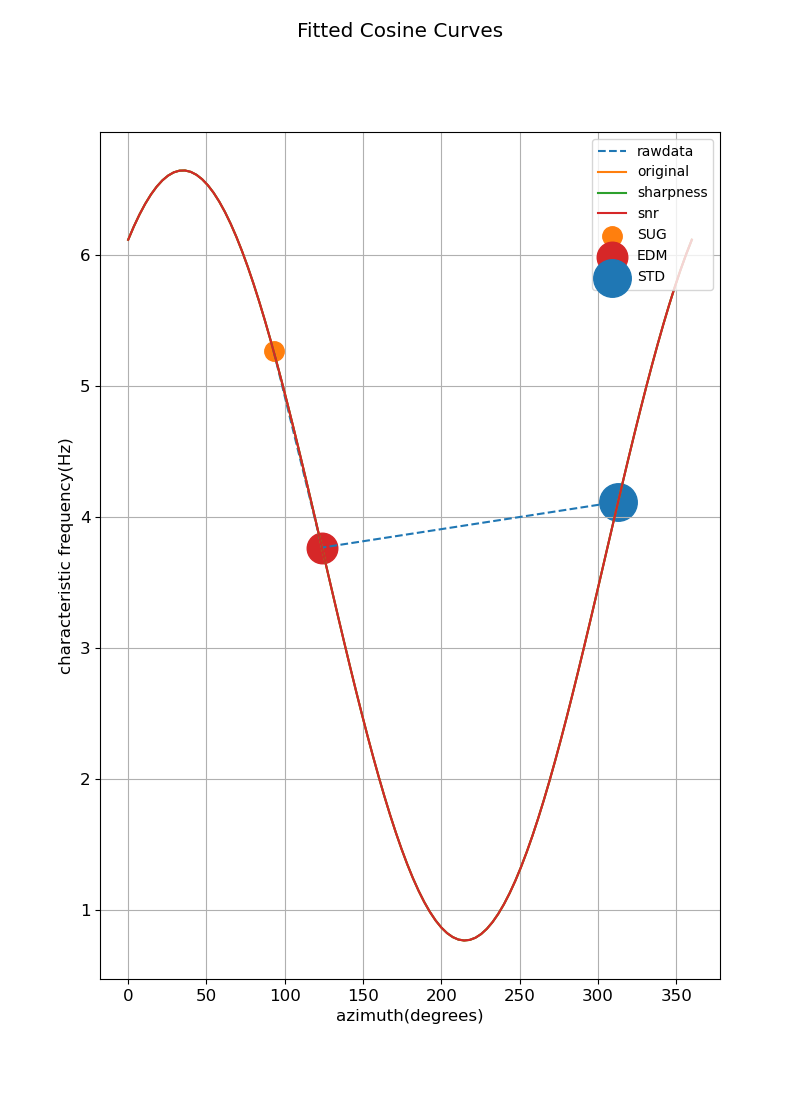 Fitted Cosine Curves
rawdata
original
sharpness
snr
SUG
EDM
STD
characteristic frequency(Hz)
6
5
4
3
2
1
0 50 100 150 200 250 300 350
azimuth(degrees)